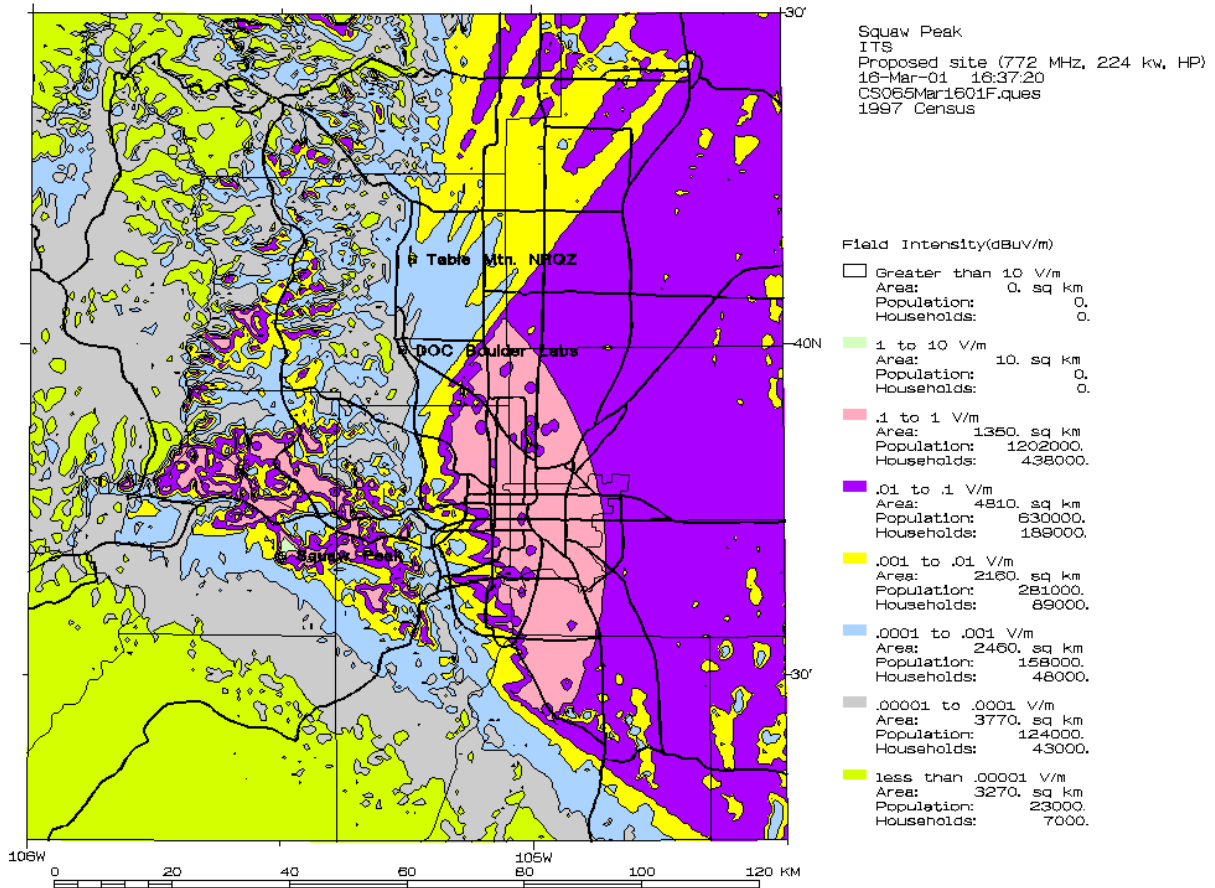 30'
Squaw Peak
ITS
Proposed site (772 MHz, 224 kw, HP)
16-Mar-01 16:37:20
CS065Mar1601F.ques
1997 Census
Table Mtn. NRQZ
DOC Boulder Labs
Squaw Peak
40N
30'
106W
105W
0 20 40 60 80 100 120 KM
Field Intensity(dBuV/m)
Greater than 10 V/m
Area: 0. sq km
Population: 0.
Households: 0.
1 to 10 V/m
Area: 10. sq km
Population: 0.
Households: 0.
.1 to 1 V/m
Area: 1350. sq km
Population: 1202000.
Households: 438000.
.01 to .1 V/m
Area: 4810. sq km
Population: 630000.
Households: 189000.
.001 to .01 V/m
Area: 2160. sq km
Population: 281000.
Households: 89000.
.0001 to .001 V/m
Area: 2460. sq km
Population: 158000.
Households: 48000.
.00001 to .0001 V/m
Area: 3770. sq km
Population: 124000.
Households: 43000.
less than .00001 V/m
Area: 3270. sq km
Population: 23000.
Households: 7000.